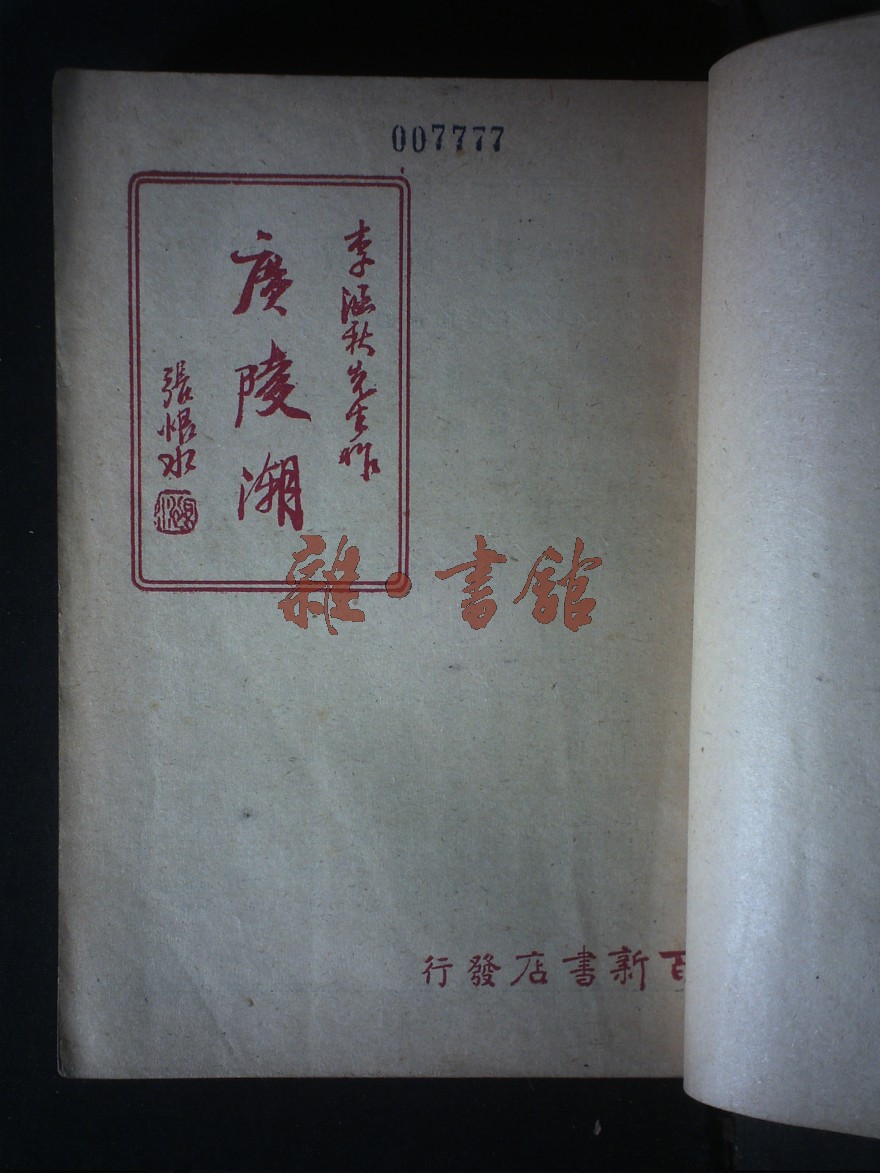 007777
李涵秋先生作
廣陵潮
張恨水
雜·書館
百新書店發行